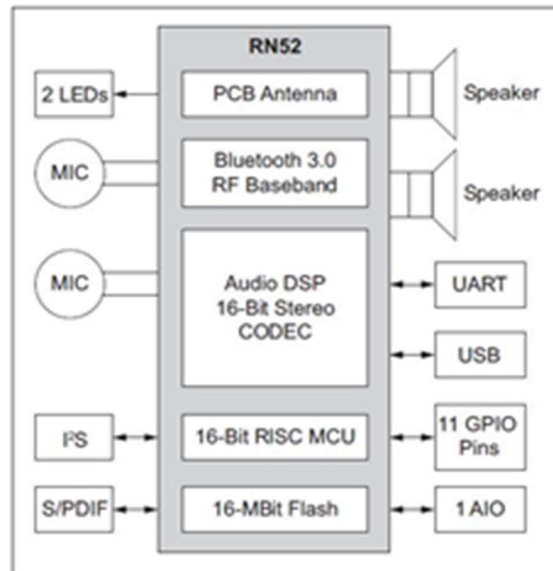 RN52
2 LEDs
PCB Antenna
Speaker
MIC
Bluetooth 3.0
RF Baseband
Speaker
MIC
Audio DSP
16-Bit Stereo
CODEC
UART
USB
I²S
16-Bit RISC MCU
11 GPIO
Pins
S/PDIF
16-MBit Flash
1 AIO